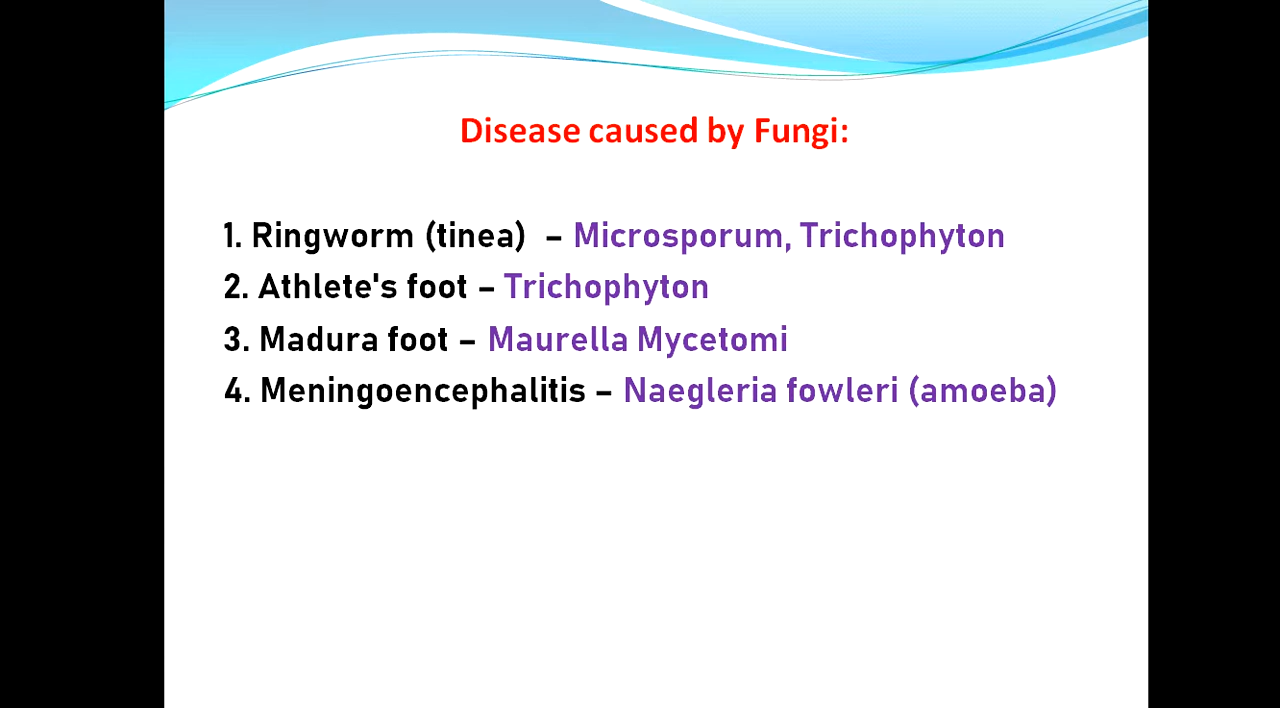 Disease caused by Fungi:
1. Ringworm (tinea) – Microsporum, Trichophyton
2. Athlete's foot – Trichophyton
3. Madura foot – Maurella Mycetomi
4. Meningoencephalitis – Naegleria fowleri (amoeba)